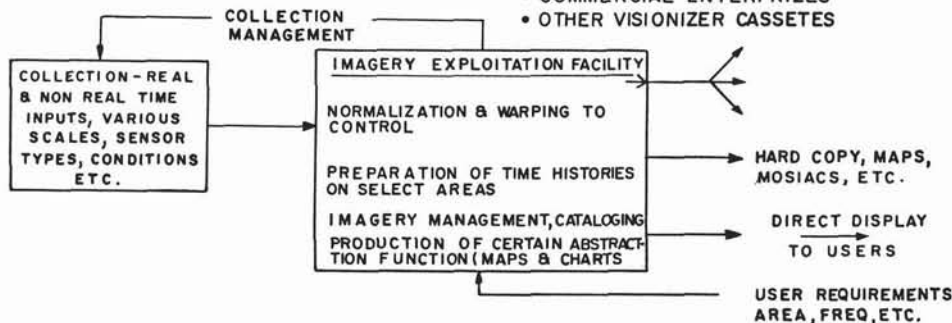 COMMERCIAL ENTERPRIZES
• OTHER VISIONIZER CASSETES
COLLECTION
MANAGEMENT
COLLECTION - REAL
& NON REAL TIME
INPUTS, VARIOUS
SCALES, SENSOR
TYPES, CONDITIONS
ETC.
IMAGERY EXPLOITATION FACILITY
NORMALIZATION & WARPING TO
CONTROL
PREPARATION OF TIME HISTORIES
ON SELECT AREAS
IMAGERY MANAGEMENT, CATALOGING
PRODUCTION OF CERTAIN ABSTRAC-
TION FUNCTION (MAPS & CHARTS
HARD COPY, MAPS,
MOSIACS, ETC.
DIRECT DISPLAY
TO USERS
USER REQUIREMENTS
AREA, FREQ, ETC.